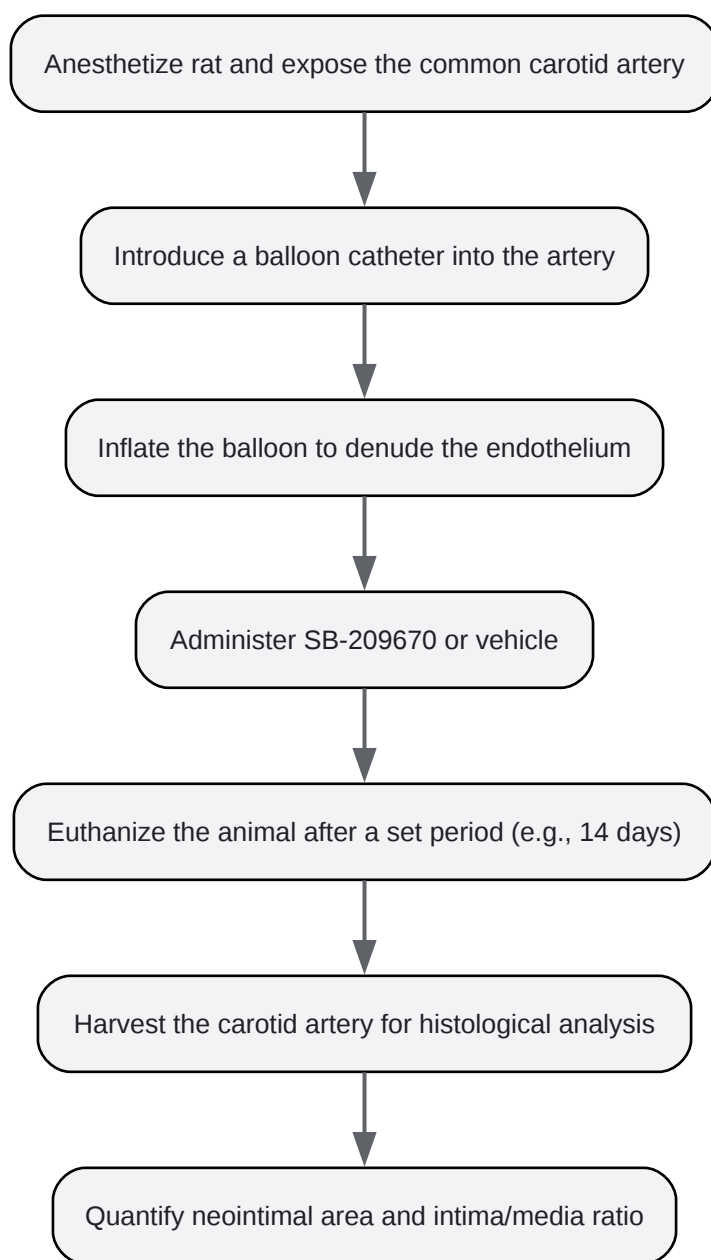 Anesthetize rat and expose the common carotid artery
Introduce a balloon catheter into the artery
Inflate the balloon to denude the endothelium
Administer SB-209670 or vehicle
Euthanize the animal after a set period (e.g., 14 days)
Harvest the carotid artery for histological analysis
Quantify neointimal area and intima/media ratio